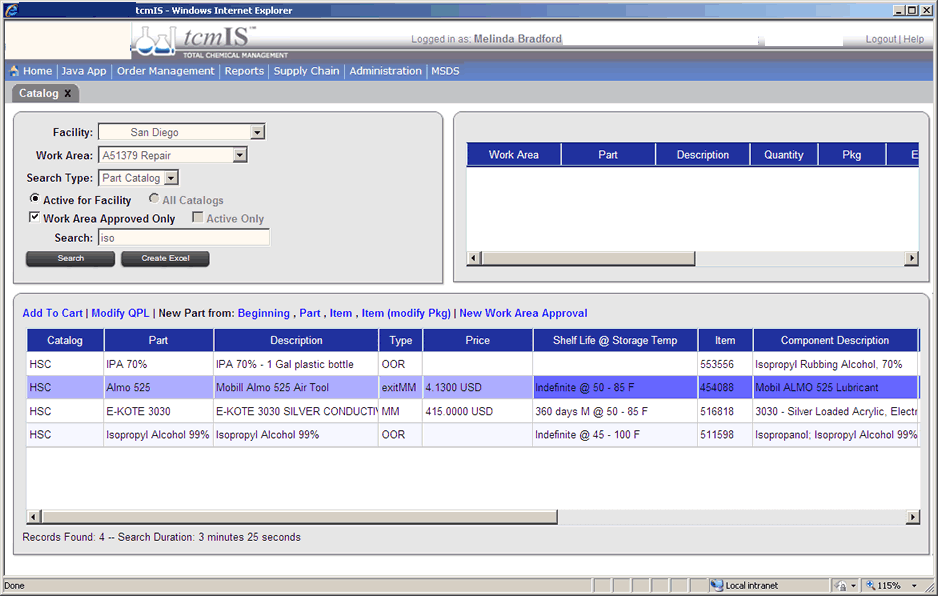 tcmIS - Windows Internet Explorer
tcmIS™
TOTAL CHEMICAL MANAGEMENT
Logged in as: Melinda Bradford
Logout | Help
Home | Java App | Order Management | Reports | Supply Chain | Administration | MSDS
Catalog x
Facility: San Diego
Work Area: A51379 Repair
Search Type: Part Catalog
Active for Facility All Catalogs
Work Area Approved Only Active Only
Search: iso
Search Create Excel
Work Area Part Description Quantity Pkg E
Add To Cart | Modify QPL | New Part from: Beginning , Part , Item , Item (modify Pkg) | New Work Area Approval
Catalog Part Description Type Price Shelf Life @ Storage Temp Item Component Description
HSC IPA 70% IPA 70% - 1 Gal plastic bottle OOR 553556 Isopropyl Rubbing Alcohol, 70%
HSC Almo 525 Mobill Almo 525 Air Tool exitMM 4.1300 USD Indefinite @ 50 - 85 F 454088 Mobil ALMO 525 Lubricant
HSC E-KOTE 3030 E-KOTE 3030 SILVER CONDUCTIV MM 415.0000 USD 360 days M @ 50 - 85 F 516818 3030 - Silver Loaded Acrylic, Electr
HSC Isopropyl Alcohol 99% Isopropyl Alcohol 99% OOR Indefinite @ 45 - 100 F 511598 Isopropanol; Isopropyl Alcohol 99%
Records Found: 4 -- Search Duration: 3 minutes 25 seconds
Done Local intranet 115%